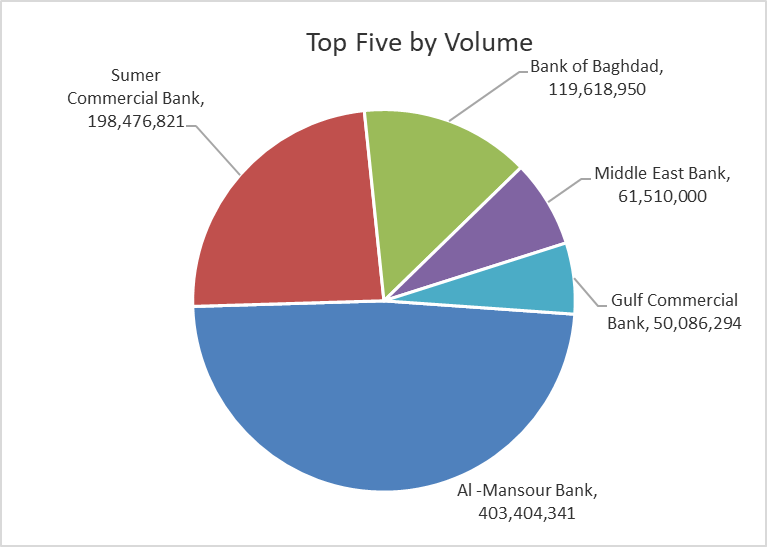 Top Five by Volume
Sumer
Commercial Bank,
198,476,821
Bank of Baghdad,
119,618,950
Middle East Bank,
61,510,000
Gulf Commercial
Bank, 50,086,294
Al -Mansour Bank,
403,404,341